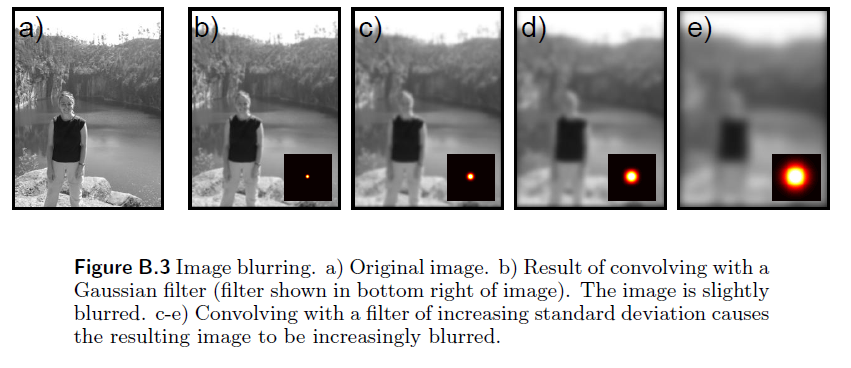 a) b) c) d) e)
Figure B.3 Image blurring. a) Original image. b) Result of convolving with a
Gaussian filter (filter shown in bottom right of image). The image is slightly
blurred. c-e) Convolving with a filter of increasing standard deviation causes
the resulting image to be increasingly blurred.